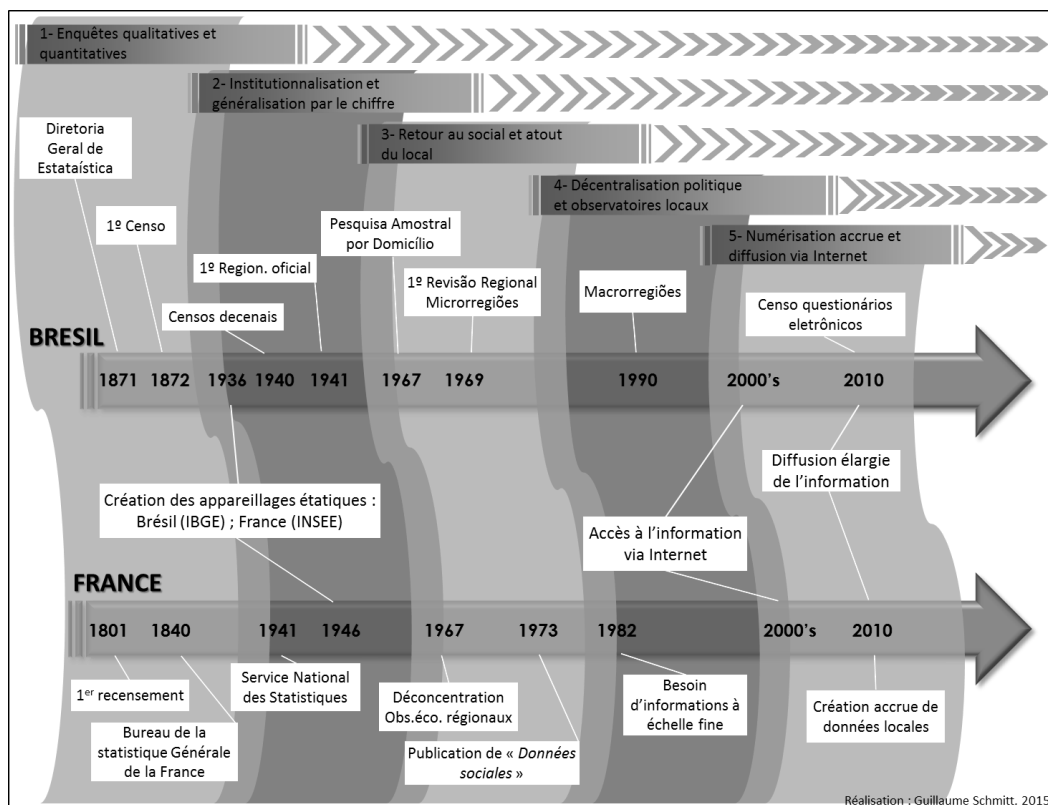 1- Enquêtes qualitatives et
quantitatives
2- Institutionnalisation et
généralisation par le chiffre
3- Retour au social et atout
du local
4- Décentralisation politique
et observatoires locaux
5- Numérisation accrue et
diffusion via Internet
Diretoria
Geral de
Estataística
1º Censo
1º Region. oficial
Censos decenais
Pesquisa Amostral
por Domicílio
1º Revisão Regional
Microrregiões
Macrorregiões
Censo questionários
eletrônicos
BRESIL
1871 1872 1936 1940 1941 1967 1969 1990 2000's 2010
Création des appareillages étatiques :
Brésil (IBGE) ; France (INSEE)
Accès à l'information
via Internet
Diffusion élargie
de l'information
FRANCE
1801 1840 1941 1946 1967 1973 1982 2000's 2010
1er recensement
Bureau de la
statistique Générale
de la France
Service National
des Statistiques
Déconcentration
Obs.éco. régionaux
Publication de « Données
sociales »
Besoin
d'informations à
échelle fine
Création accrue de
données locales
Réalisation : Guillaume Schmitt, 2015